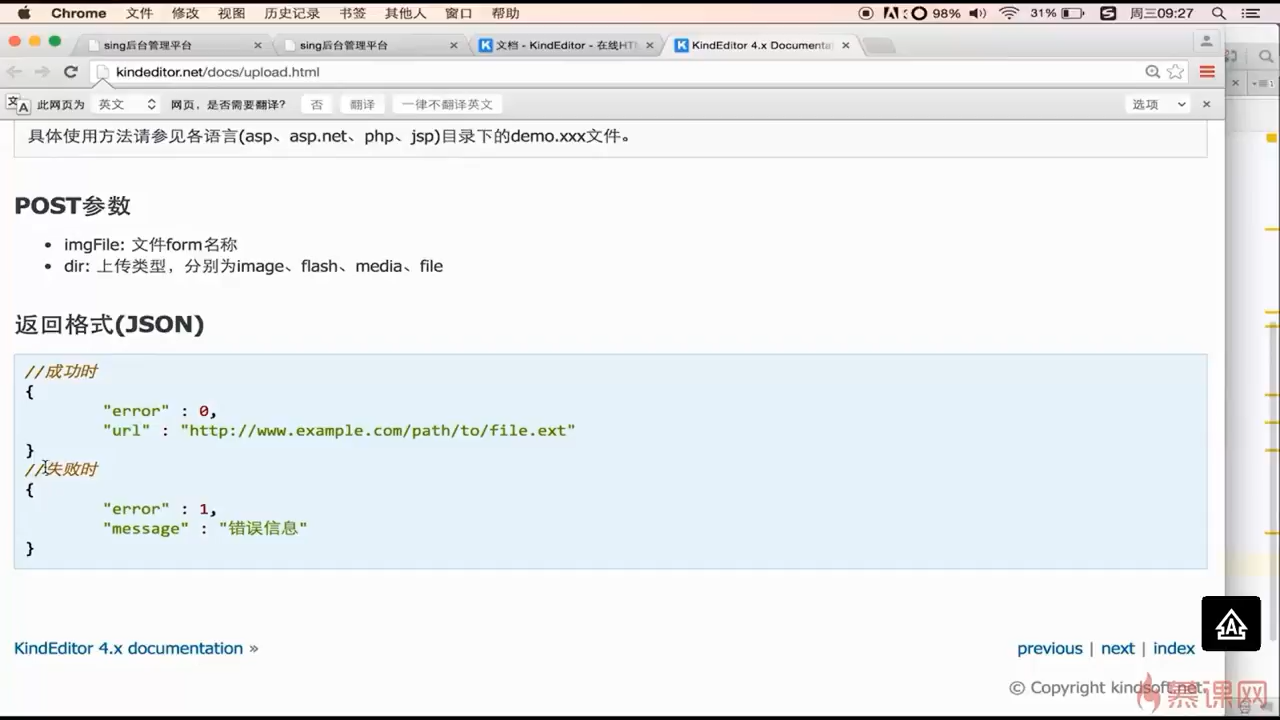 Chrome 文件 修改 视图 历史记录 书签 其他人 窗口 帮助 98% 31% 周三09:27
sing后台管理平台 sing后台管理平台 文档 - KindEditor - 在线HT KindEditor 4.x Documenta
kindeditor.net/docs/upload.html
此网页为 英文 网页，是否需要翻译? 否 翻译 一律不翻译英文 选项
具体使用方法请参见各语言(asp、asp.net、php、jsp)目录下的demo.xxx文件。
POST参数
• imgFile: 文件form名称
• dir: 上传类型，分别为image、flash、media、file
返回格式(JSON)
//成功时
{
"error" : 0,
"url" : "http://www.example.com/path/to/file.ext"
}
//失败时
{
"error" : 1,
"message" : "错误信息"
}
KindEditor 4.x documentation » previous | next | index
© Copyright kindsoft.net.
慕课网